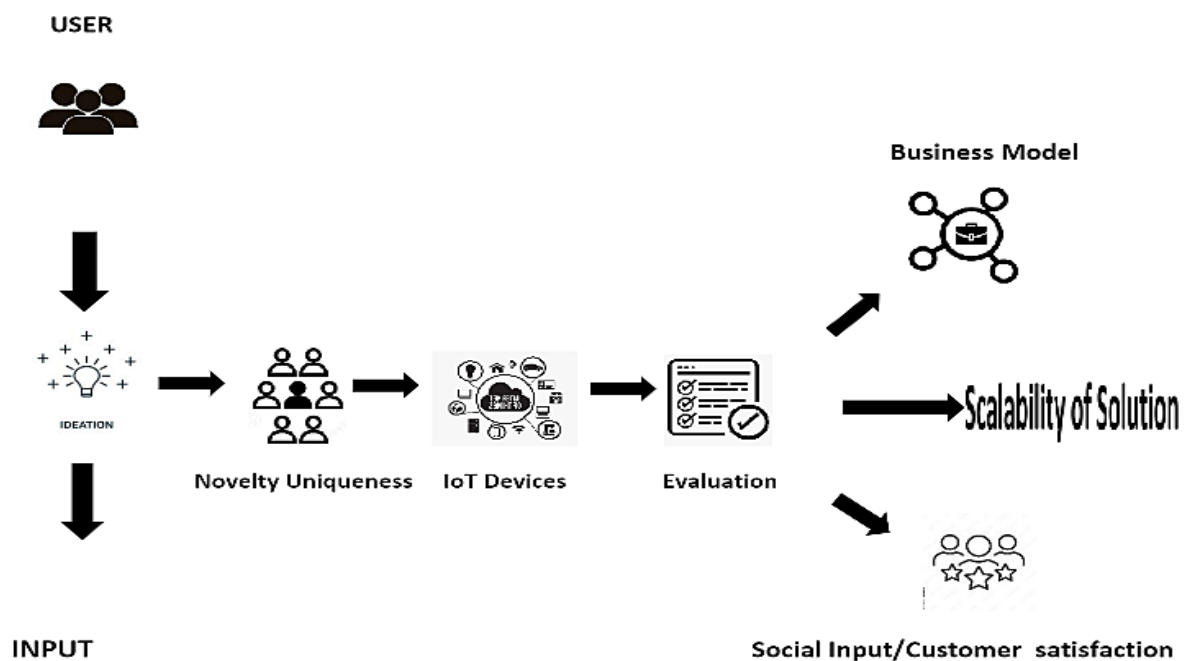 USER
Business Model
Scalability of Solution
IDEATION
Novelty Uniqueness
IoT Devices
Evaluation
INPUT
Social Input/Customer satisfaction